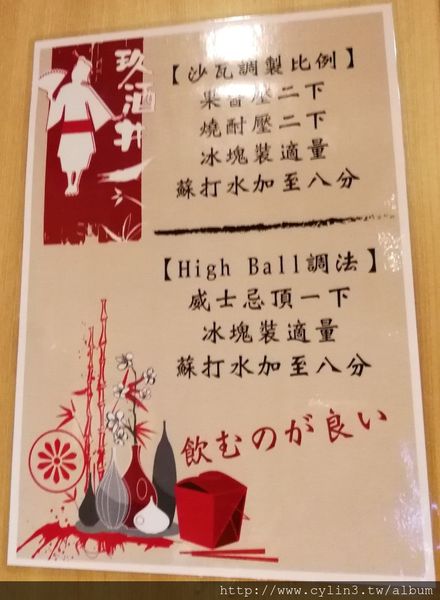 玖酒井
【沙瓦調製比例】
果香壓二下
燒酎壓二下
冰塊裝適量
蘇打水加至八分
【High Ball調法】
威士忌頂一下
冰塊裝適量
蘇打水加至八分
飲むのが良い
http://www.cylin3.tw/album